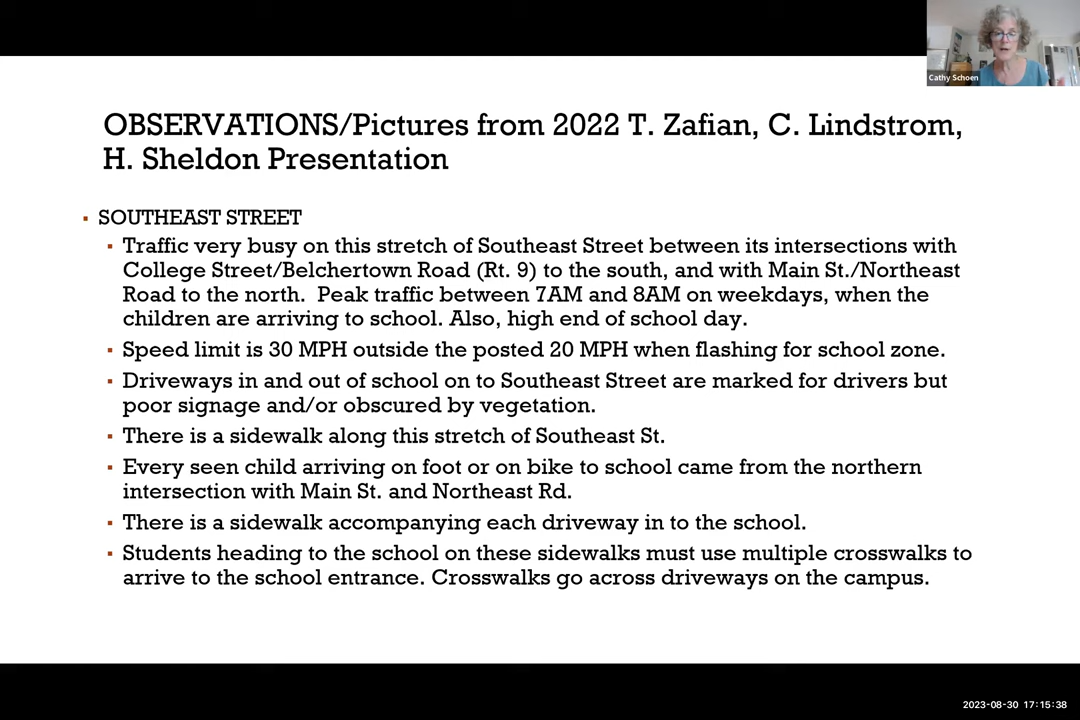 Cathy Schoen
OBSERVATIONS/Pictures from 2022 T. Zafian, C. Lindstrom,
H. Sheldon Presentation
▪ SOUTHEAST STREET
▪ Traffic very busy on this stretch of Southeast Street between its intersections with
College Street/Belchertown Road (Rt. 9) to the south, and with Main St./Northeast
Road to the north.  Peak traffic between 7AM and 8AM on weekdays, when the
children are arriving to school. Also, high end of school day.
▪ Speed limit is 30 MPH outside the posted 20 MPH when flashing for school zone.
▪ Driveways in and out of school on to Southeast Street are marked for drivers but
poor signage and/or obscured by vegetation.
▪ There is a sidewalk along this stretch of Southeast St.
▪ Every seen child arriving on foot or on bike to school came from the northern
intersection with Main St. and Northeast Rd.
▪ There is a sidewalk accompanying each driveway in to the school.
▪ Students heading to the school on these sidewalks must use multiple crosswalks to
arrive to the school entrance. Crosswalks go across driveways on the campus.
2023-08-30 17:15:38